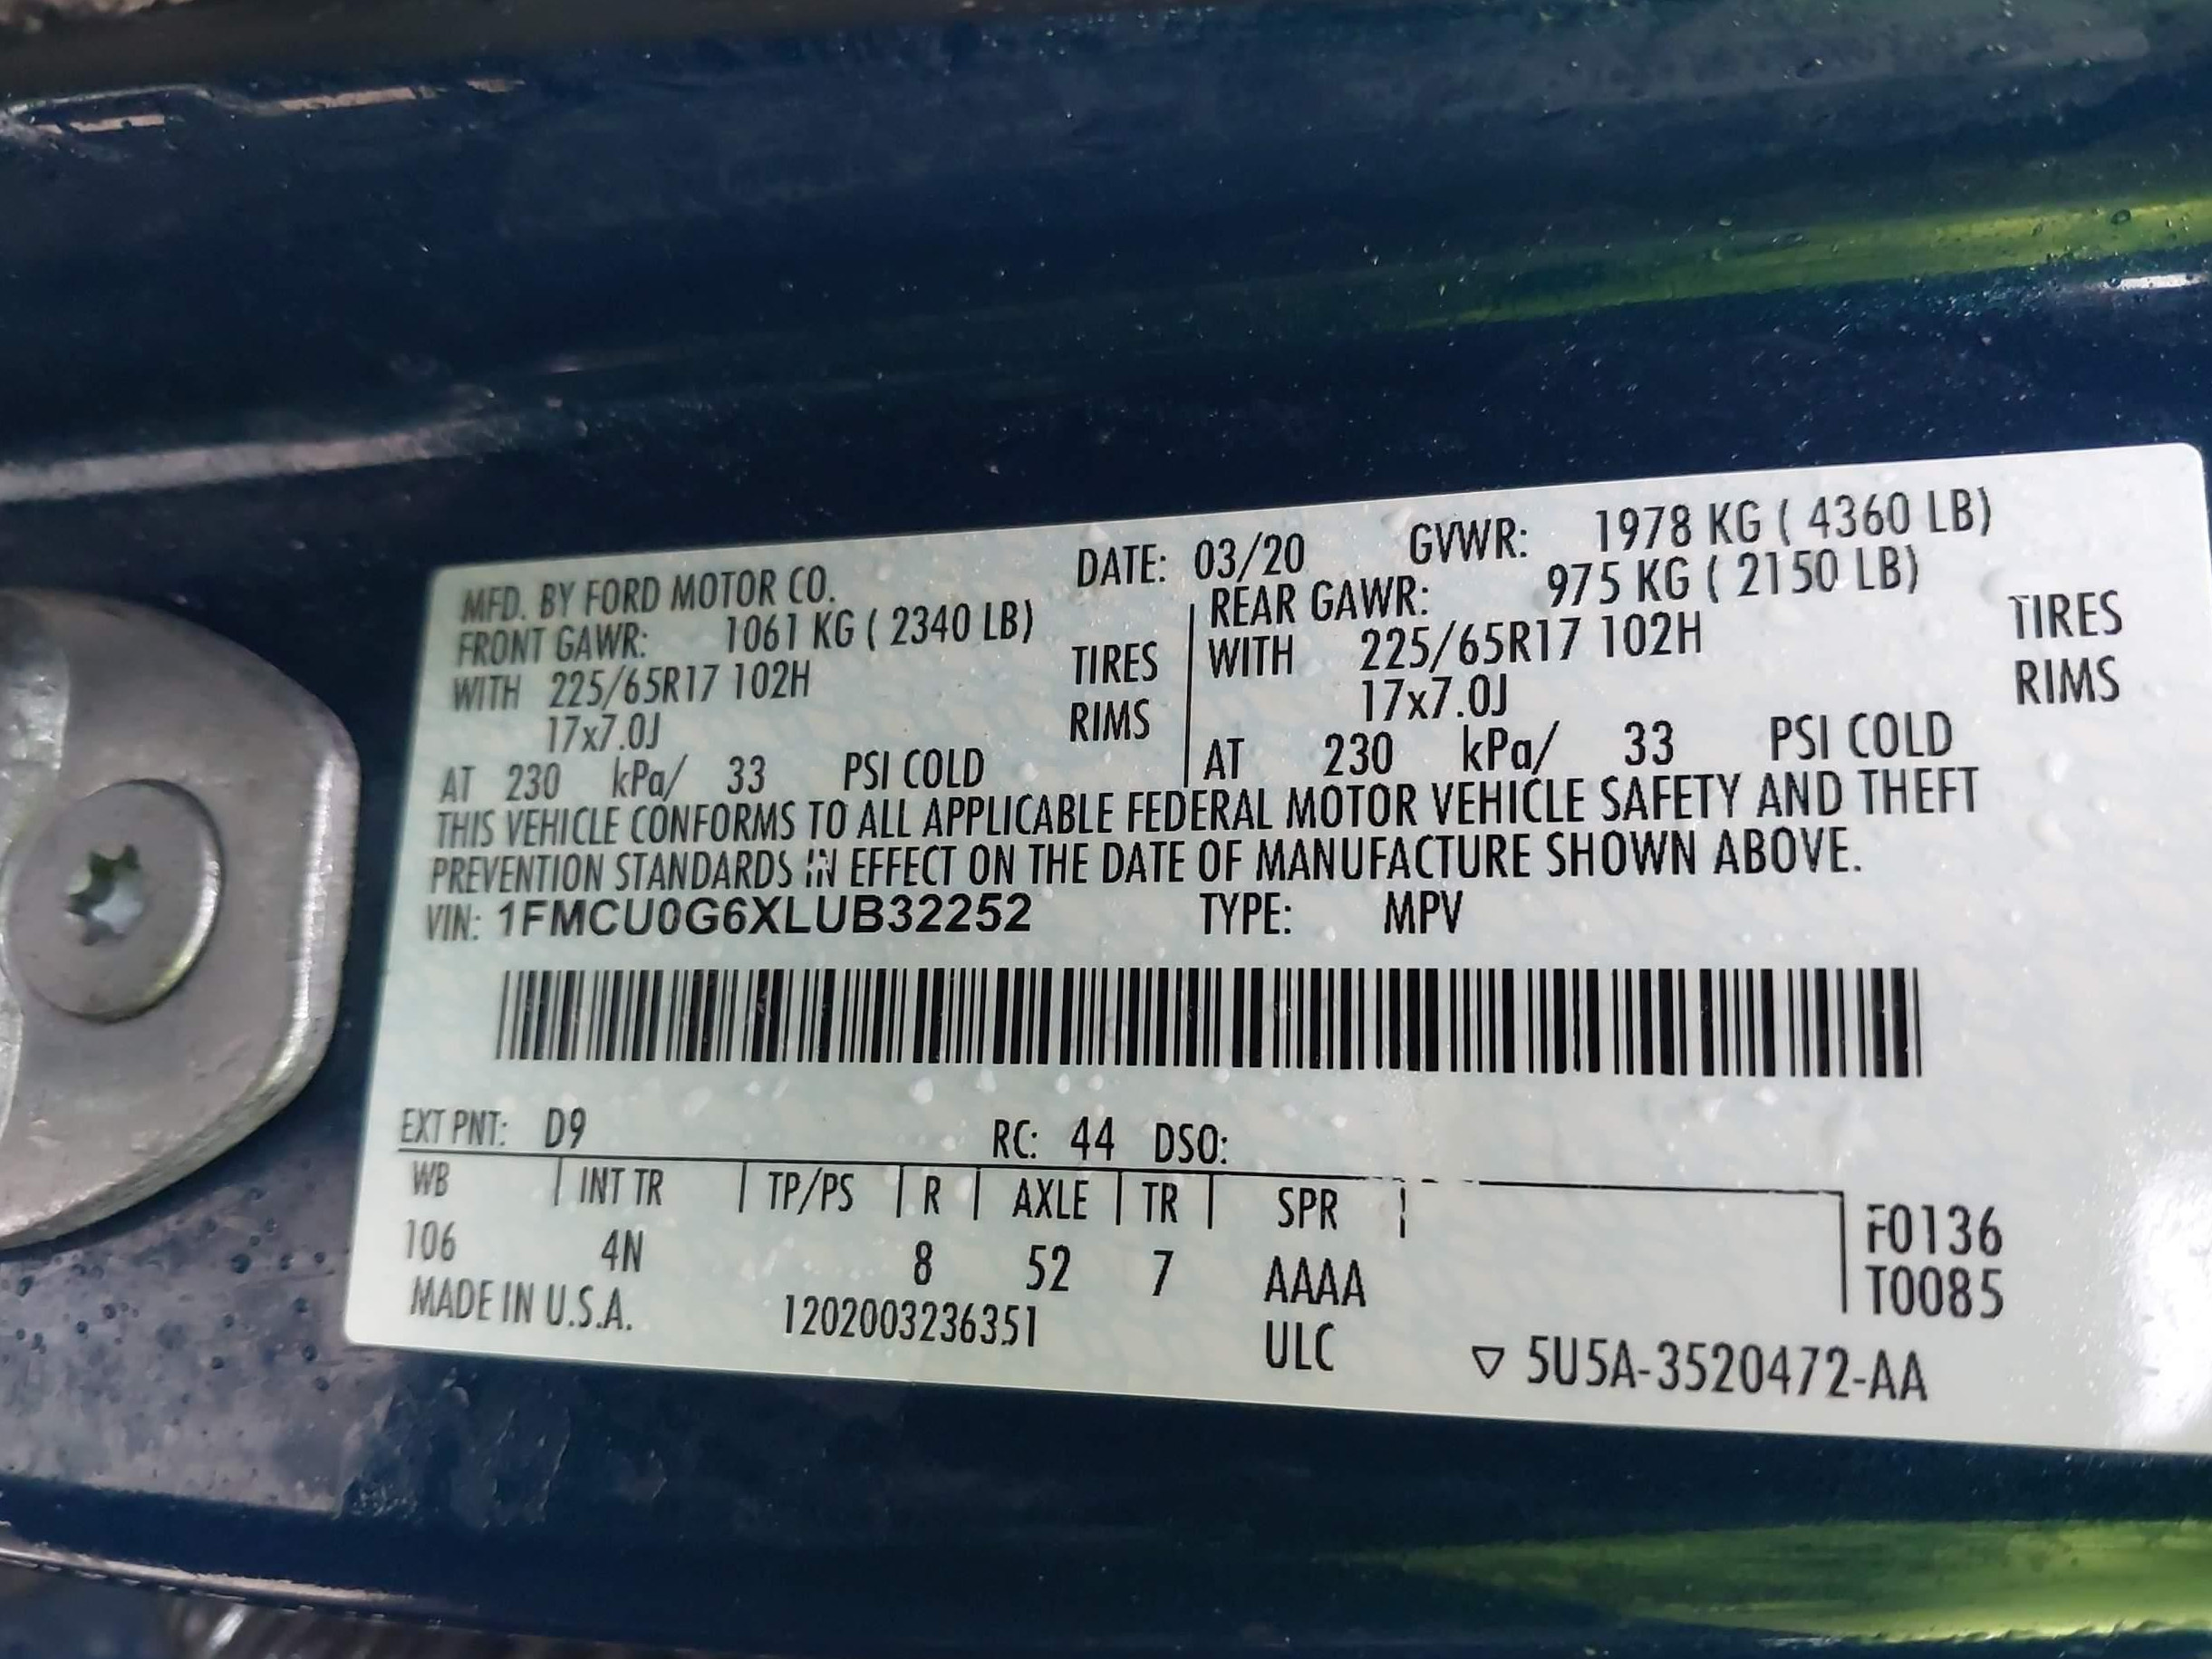 MFD. BY FORD MOTOR CO. DATE: 03/20 GVWR: 1978 KG ( 4360 LB)
FRONT GAWR: 1061 KG ( 2340 LB) REAR GAWR: 975 KG ( 2150 LB)
WITH 225/65R17 102H TIRES WITH 225/65R17 102H TIRES
17x7.0J RIMS 17x7.0J RIMS
AT 230 kPa/ 33 PSI COLD AT 230 kPa/ 33 PSI COLD
THIS VEHICLE CONFORMS TO ALL APPLICABLE FEDERAL MOTOR VEHICLE SAFETY AND THEFT
PREVENTION STANDARDS IN EFFECT ON THE DATE OF MANUFACTURE SHOWN ABOVE.
VIN: 1FMCU0G6XLUB32252 TYPE: MPV
EXT PNT: D9 RC: 44 DSO:
WB INT TR TP/PS R AXLE TR SPR F0136
106 4N 8 52 7 AAAA T0085
MADE IN U.S.A. 1202003236351 ULC ▽ 5U5A-3520472-AA